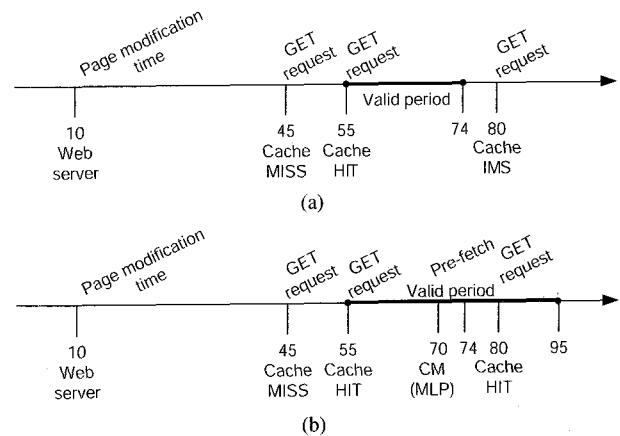 Page modification
time
GET
request
GET
request
GET
request
Valid period
10
Web
server
45
Cache
MISS
55
Cache
HIT
74
80
Cache
IMS
(a)
Page modification
time
GET
request
GET
request
Pre-fetch
GET
request
Valid period
10
Web
server
45
Cache
MISS
55
Cache
HIT
70
CM
(MLP)
74
80
Cache
HIT
95
(b)